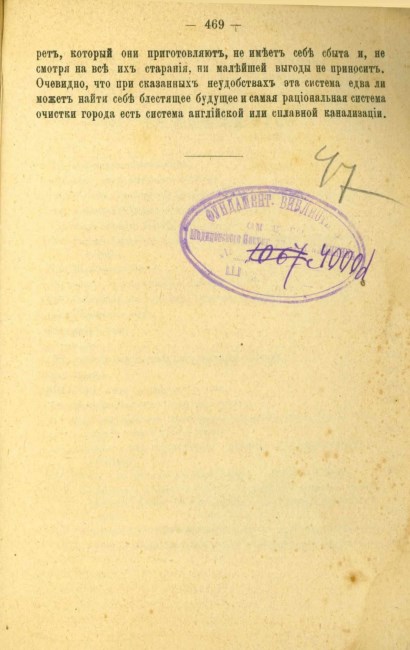 — 469 —
ретъ, который они приготовляютъ, не имѣетъ себѣ сбыта и, не
смотря на всѣ ихъ старанія, ни малѣйшей выгоды не приноситъ.
Очевидно, что при сказанныхъ неудобствахъ эта система едва ли
можетъ найти себѣ блестящее будущее и самая раціональная система
очистки города есть система англійской или сплавной канализаціи.
47
ФУНДАМЕНТ. БИБЛІОТ.
1067 4000d